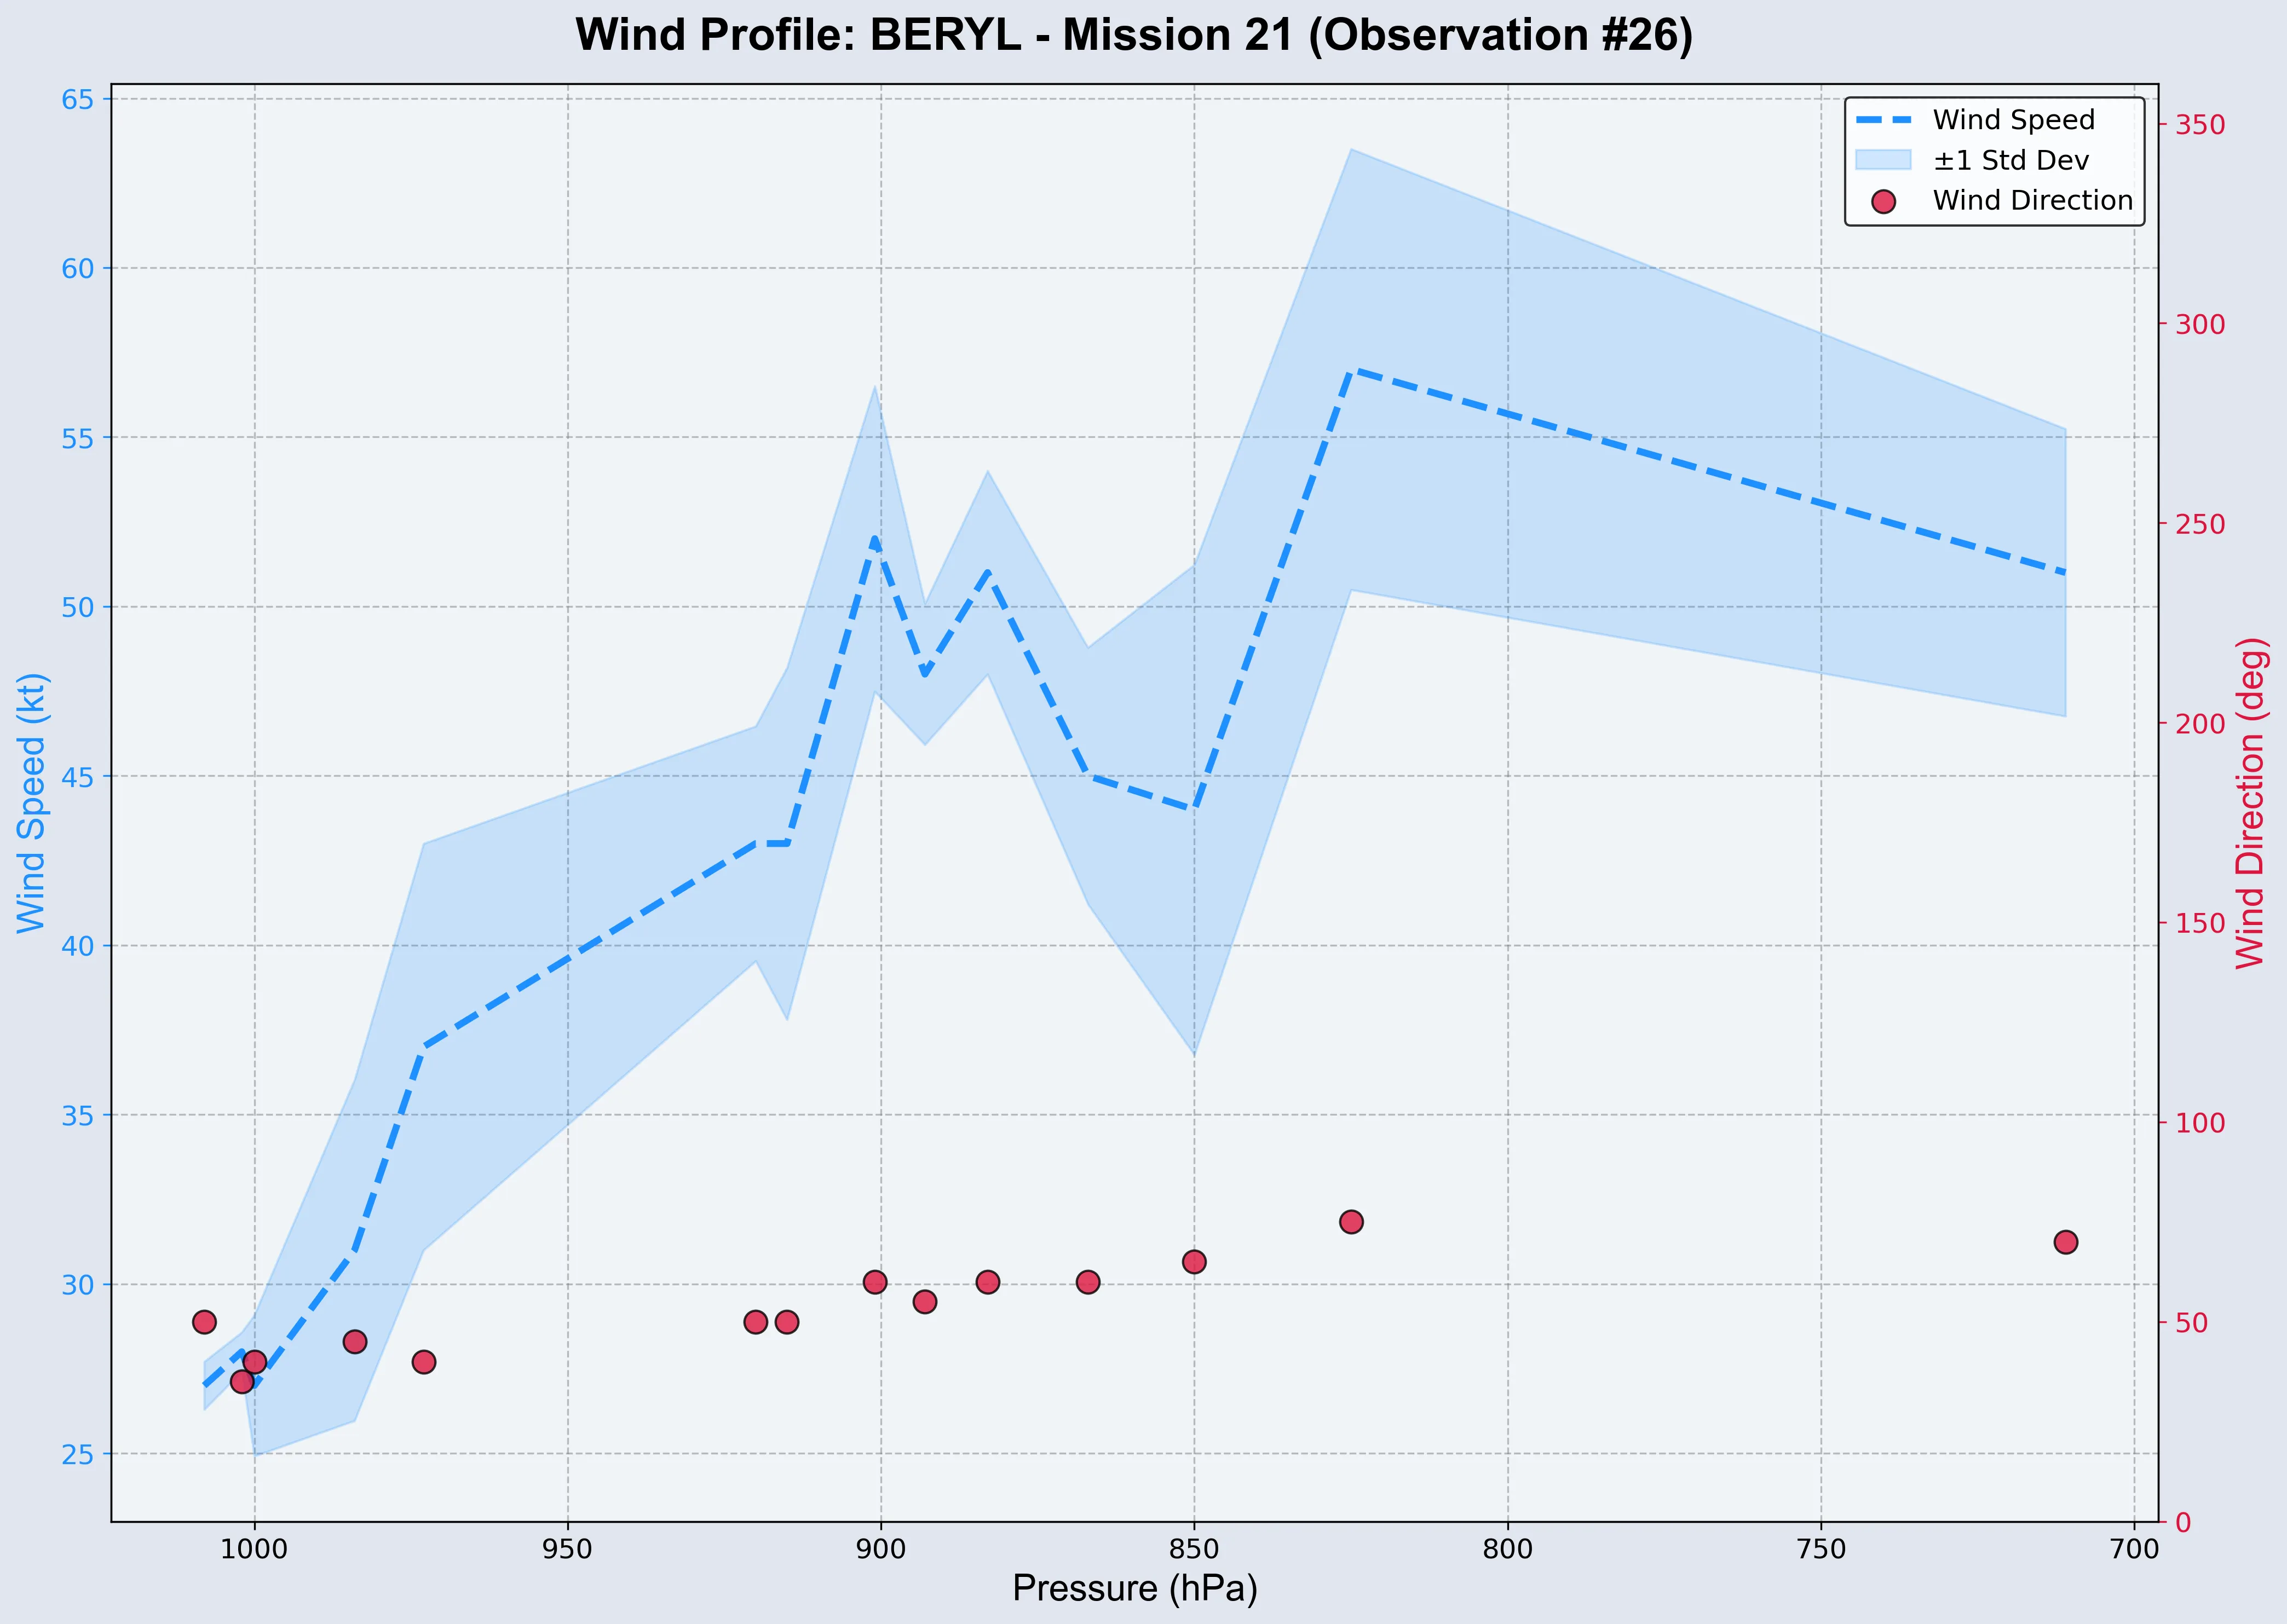 Wind Profile: BERYL - Mission 21 (Observation #26)
Wind Speed
±1 Std Dev
Wind Direction
Wind Speed (kt)
65
60
55
50
45
40
35
30
25
350
300
250
200
150
100
50
0
Wind Direction (deg)
1000 950 900 850 800 750 700
Pressure (hPa)